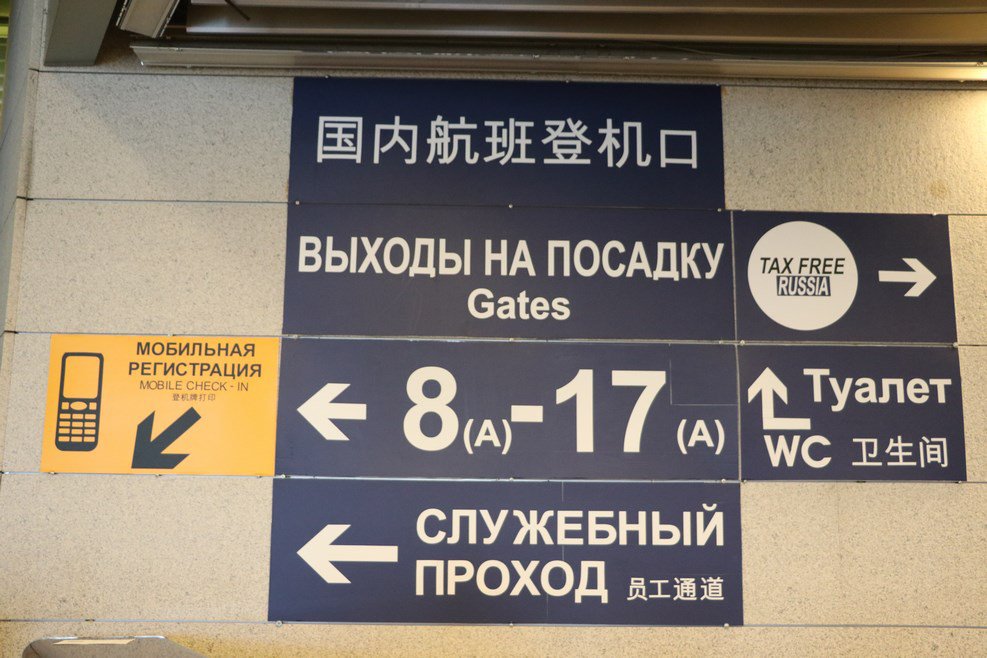 国内航班登机口
ВЫХОДЫ НА ПОСАДКУ
Gates
TAX FREE
RUSSIA
МОБИЛЬНАЯ
РЕГИСТРАЦИЯ
MOBILE CHECK - IN
登机牌打印
8(A)-17(A)
Туалет
WC 卫生间
СЛУЖЕБНЫЙ
ПРОХОД 员工通道